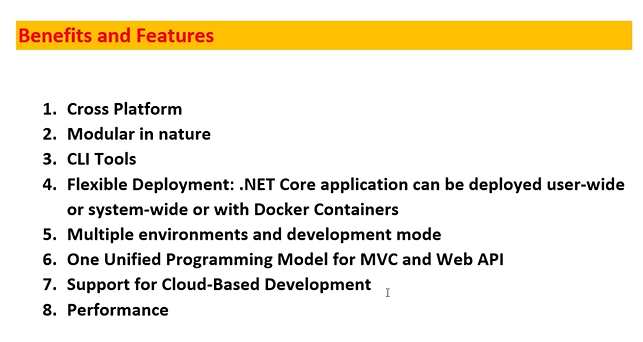 Benefits and Features
1. Cross Platform
2. Modular in nature
3. CLI Tools
4. Flexible Deployment: .NET Core application can be deployed user-wide
or system-wide or with Docker Containers
5. Multiple environments and development mode
6. One Unified Programming Model for MVC and Web API
7. Support for Cloud-Based Development
8. Performance